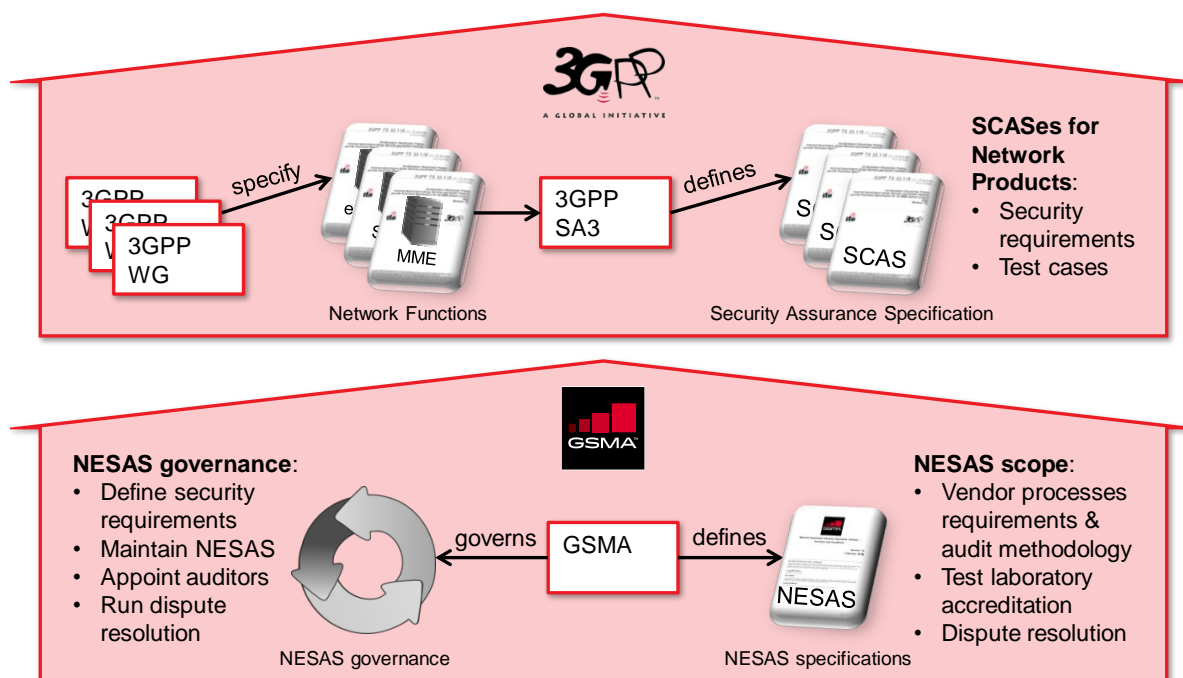 3GPP
A GLOBAL INITIATIVE
SCASes for
Network
Products:
• Security
requirements
• Test cases
specify
defines
3GPP
3GPP
3GPP
WG
MME
3GPP
SA3
SCAS
Network Functions
Security Assurance Specification
GSMA
NESAS governance:
• Define security
requirements
• Maintain NESAS
• Appoint auditors
• Run dispute
resolution
governs
GSMA
defines
NESAS
NESAS scope:
• Vendor processes
requirements &
audit methodology
• Test laboratory
accreditation
• Dispute resolution
NESAS governance
NESAS specifications